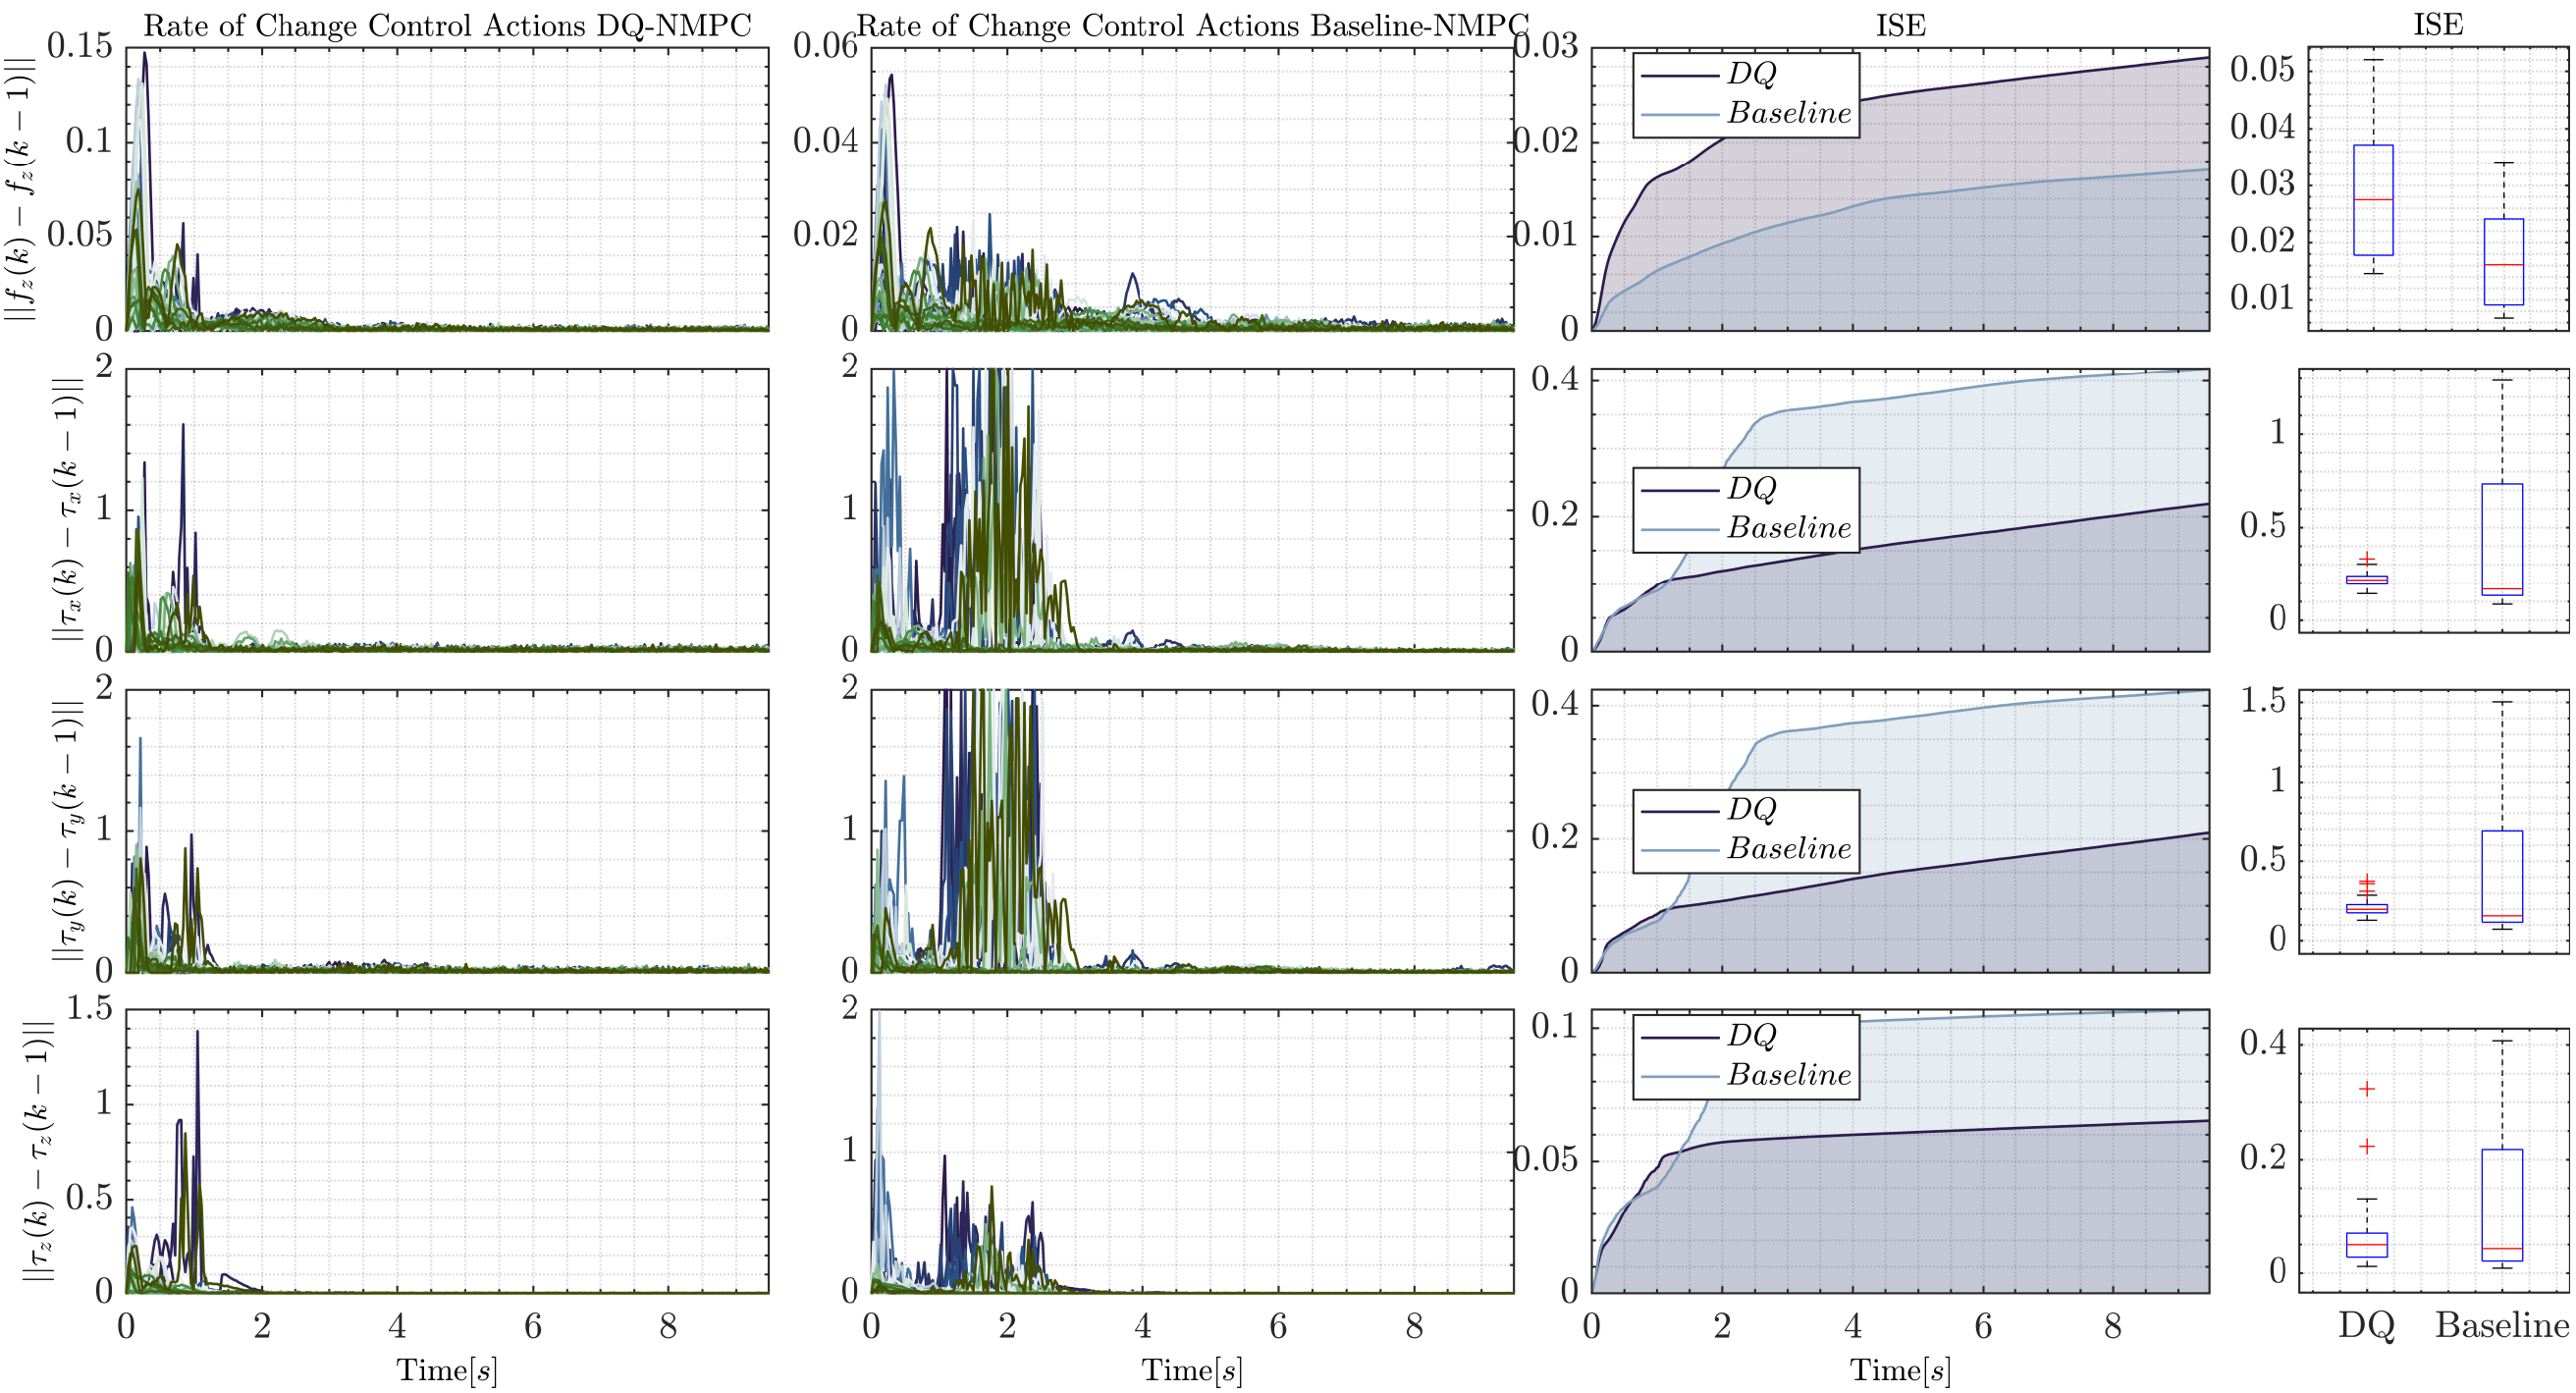 Rate of Change Control Actions DQ-NMPC
Rate of Change Control Actions Baseline-NMPC
ISE
ISE
||f_z(k) − f_z(k − 1)||
0.15
0.1
0.05
0
0.06
0.04
0.02
0
0.03
0.02
0.01
0
DQ
Baseline
0.05
0.04
0.03
0.02
0.01
||τ_x(k) − τ_x(k − 1)||
2
1
0
2
1
0
0.4
0.2
0
DQ
Baseline
1
0.5
0
||τ_y(k) − τ_y(k − 1)||
2
1
0
2
1
0
0.4
0.2
0
DQ
Baseline
1.5
1
0.5
0
||τ_z(k) − τ_z(k − 1)||
1.5
1
0.5
0
2
1
0
0.1
0.05
0
DQ
Baseline
0.4
0.2
0
0 2 4 6 8
0 2 4 6 8
0 2 4 6 8
DQ Baseline
Time[s]
Time[s]
Time[s]